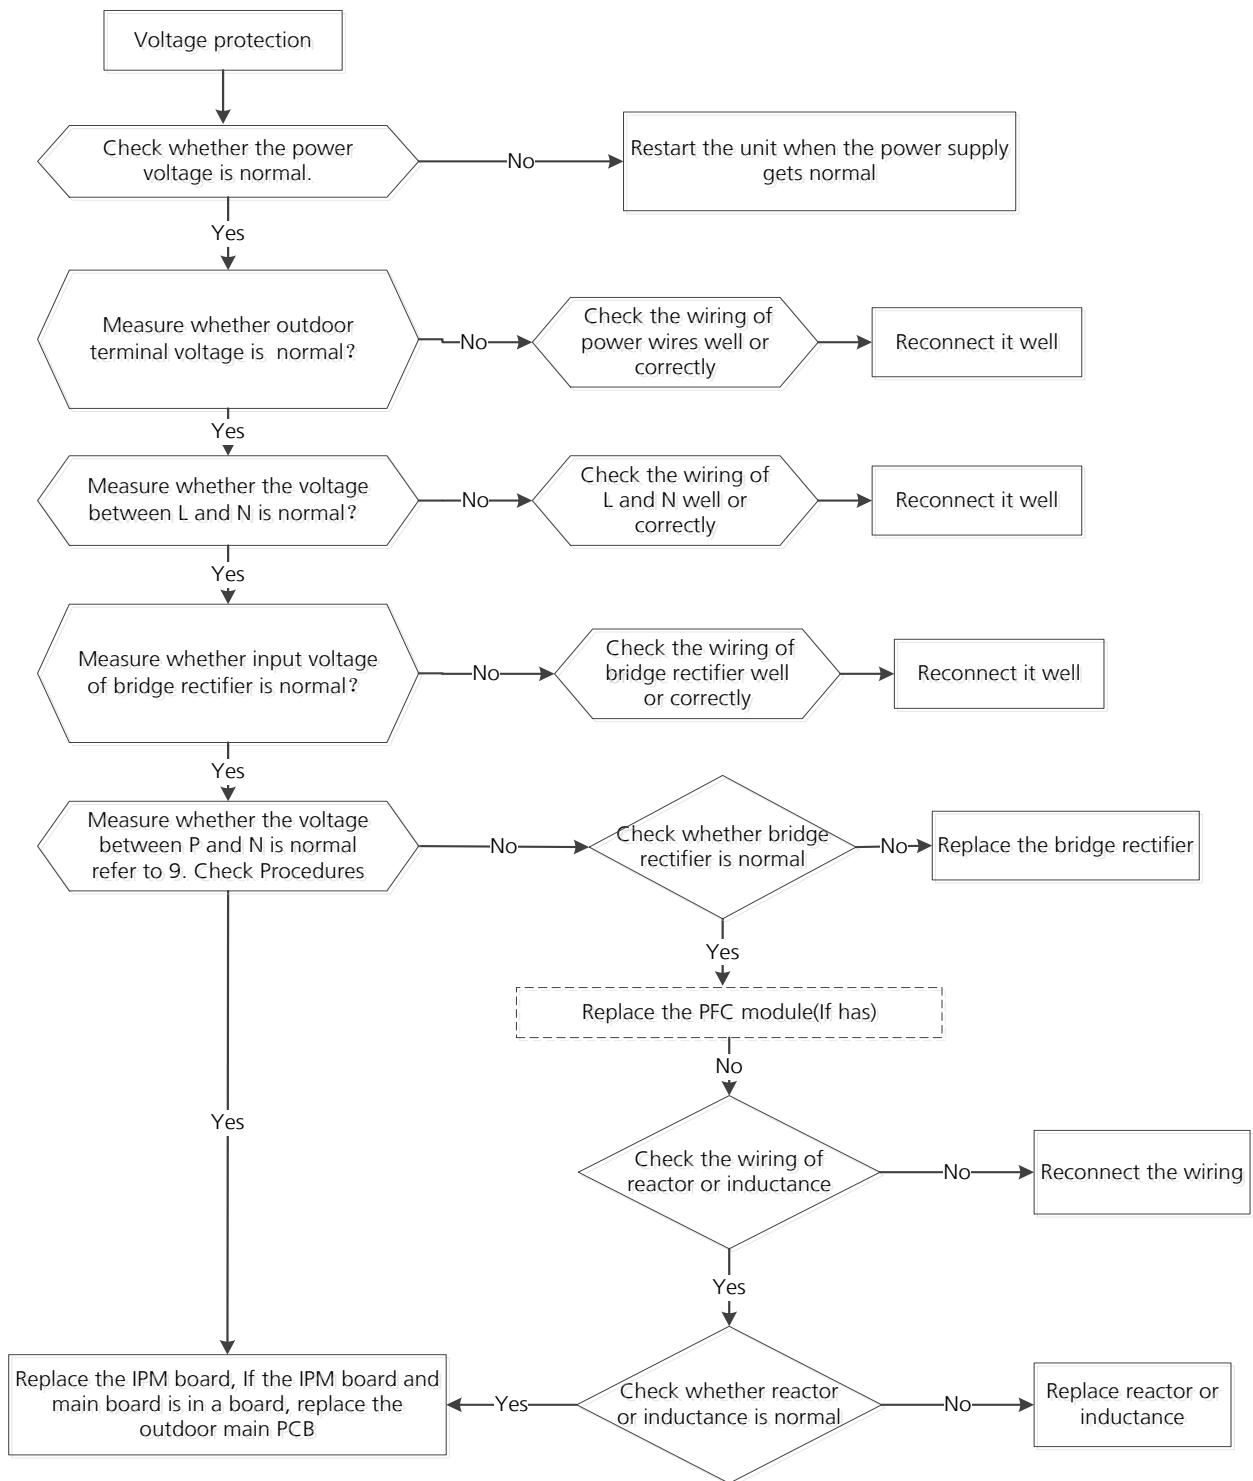 Voltage protection
Check whether the power
voltage is normal.
No
Restart the unit when the power supply
gets normal
Yes
Measure whether outdoor
terminal voltage is normal?
No
Check the wiring of
power wires well or
correctly
Reconnect it well
Yes
Measure whether the voltage
between L and N is normal?
No
Check the wiring of
L and N well or
correctly
Reconnect it well
Yes
Measure whether input voltage
of bridge rectifier is normal?
No
Check the wiring of
bridge rectifier well
or correctly
Reconnect it well
Yes
Measure whether the voltage
between P and N is normal
refer to 9. Check Procedures
No
Check whether bridge
rectifier is normal
No
Replace the bridge rectifier
Yes
Replace the PFC module(If has)
No
Yes
Check the wiring of
reactor or inductance
No
Reconnect the wiring
Yes
Replace the IPM board, If the IPM board and
main board is in a board, replace the
outdoor main PCB
Yes
Check whether reactor
or inductance is normal
No
Replace reactor or
inductance